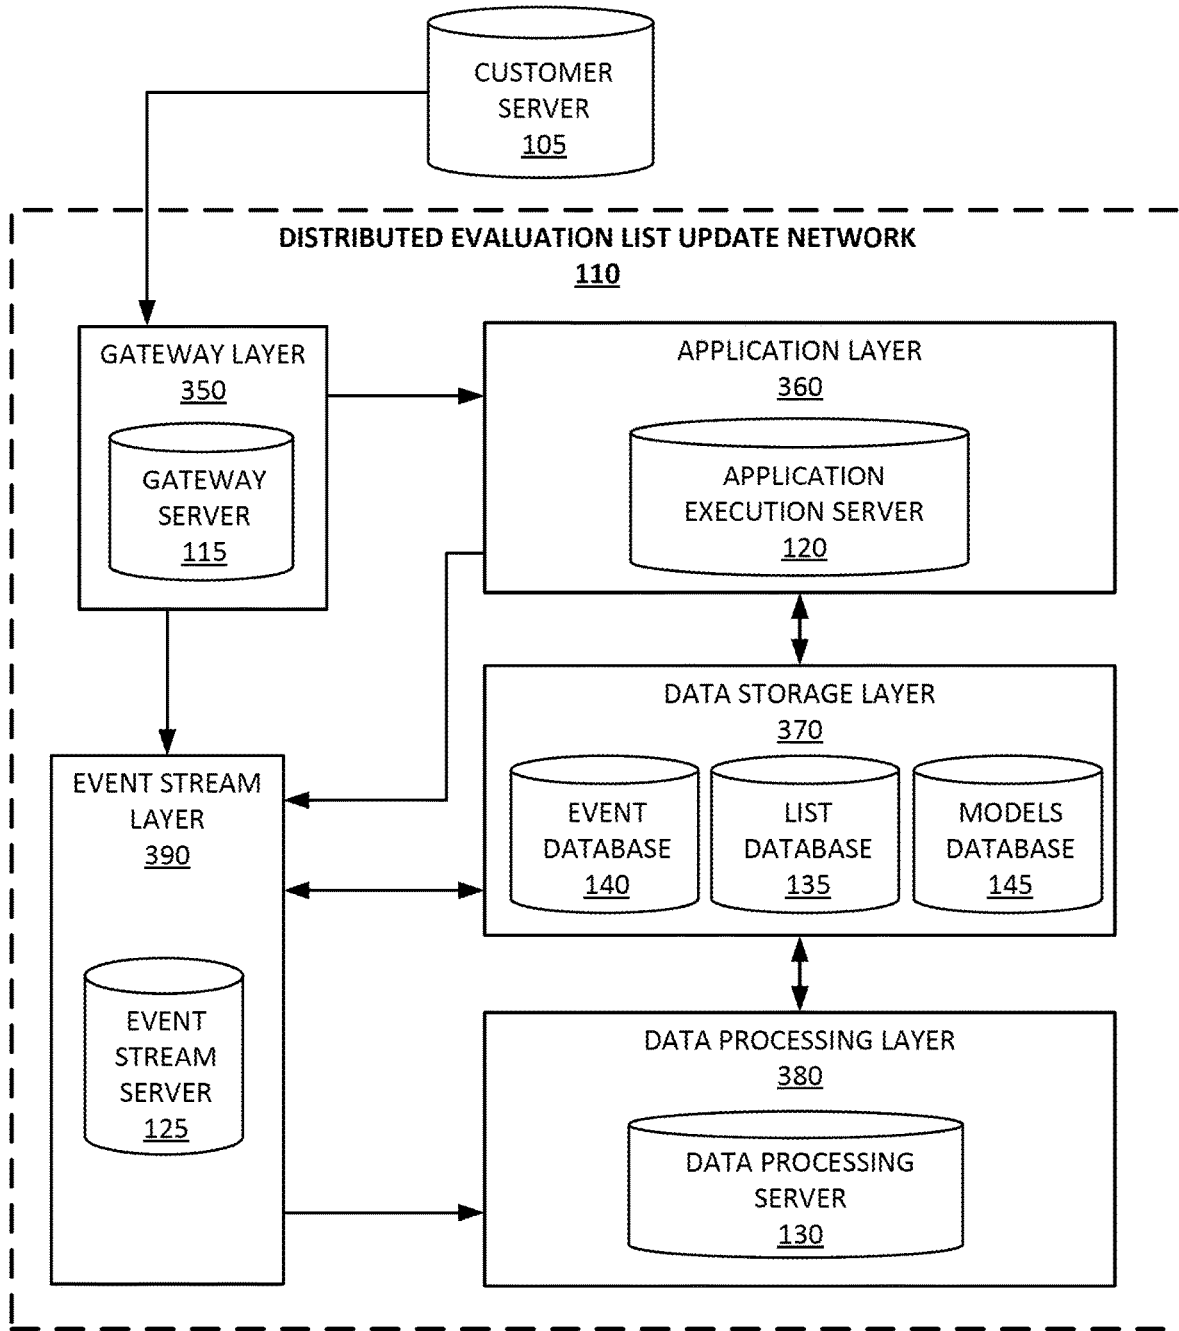 CUSTOMER
SERVER
105
DISTRIBUTED EVALUATION LIST UPDATE NETWORK
110
GATEWAY LAYER
350
GATEWAY
SERVER
115
APPLICATION LAYER
360
APPLICATION
EXECUTION SERVER
120
DATA STORAGE LAYER
370
EVENT
DATABASE
140
LIST
DATABASE
135
MODELS
DATABASE
145
EVENT STREAM
LAYER
390
EVENT
STREAM
SERVER
125
DATA PROCESSING LAYER
380
DATA PROCESSING
SERVER
130